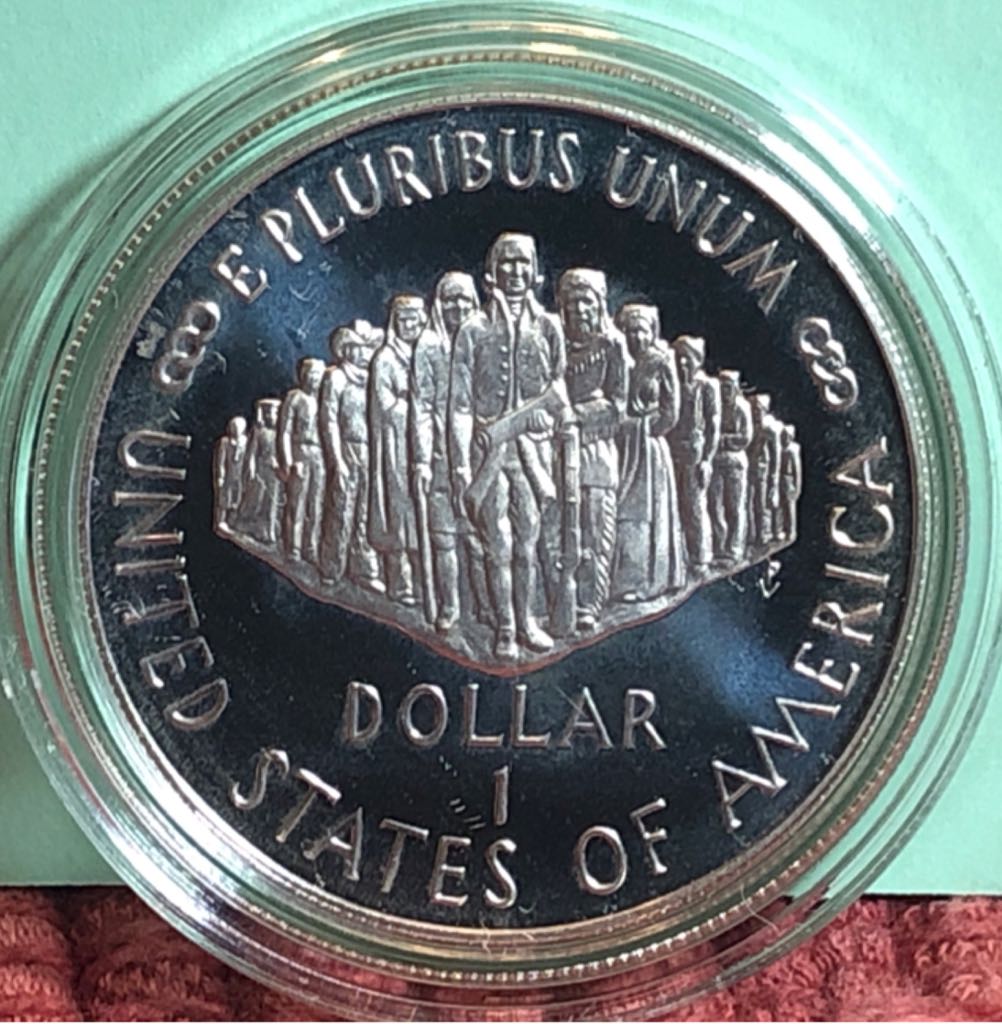 E PLURIBUS UNUM
UNITED STATES OF AMERICA
DOLLAR
1